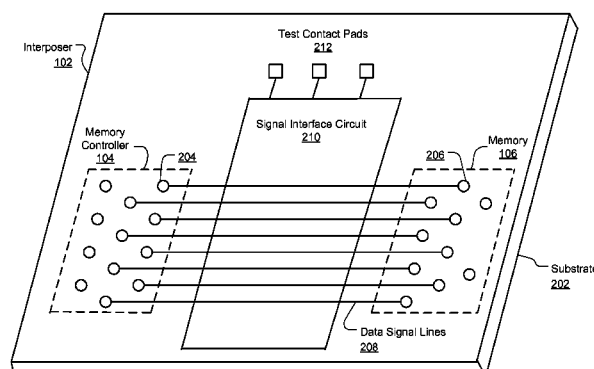 Test Contact Pads
212
Interposer
102
Signal Interface Circuit
210
Memory
Controller
104
204
206
Memory
106
Substrate
202
Data Signal Lines
208